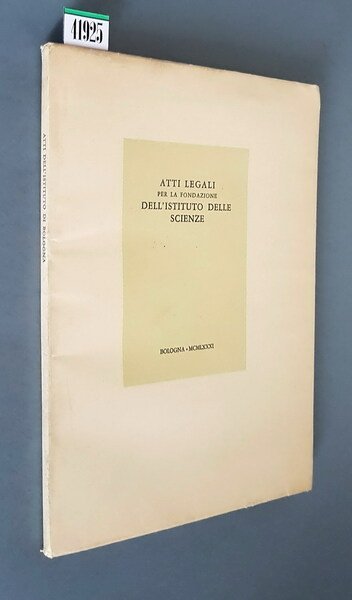 41925
ATTI DELL'ISTITUTO DI BOLOGNA
ATTI LEGALI
PER LA FONDAZIONE
DELL'ISTITUTO DELLE
SCIENZE
BOLOGNA - MCMLXXXI